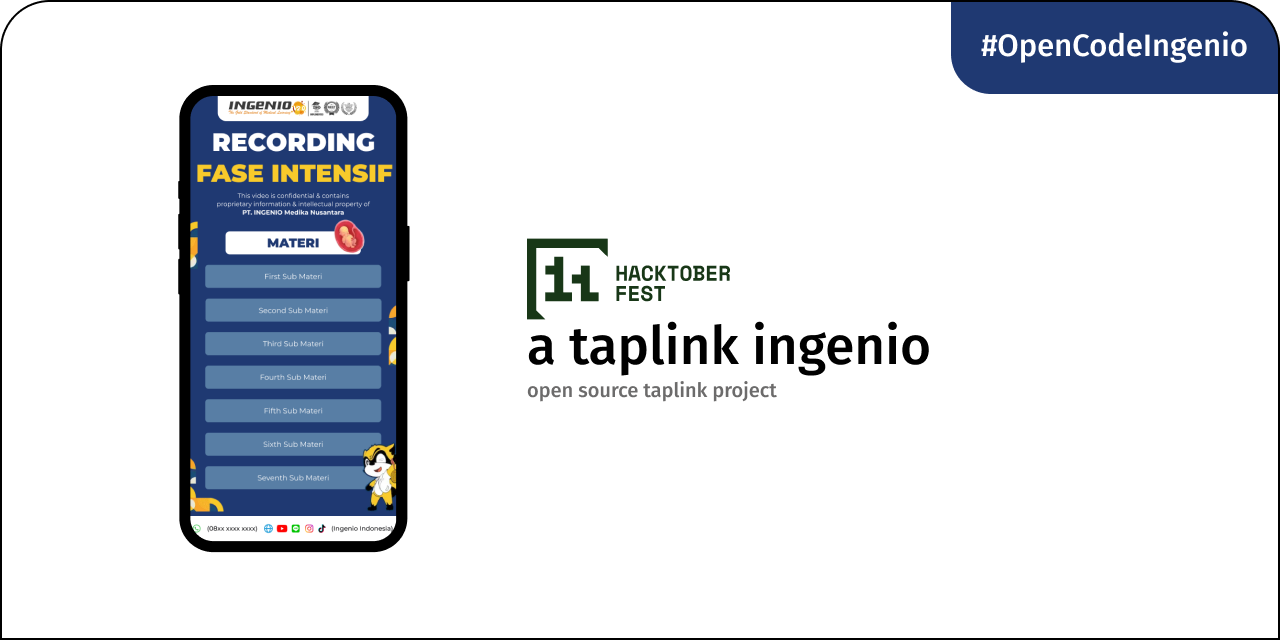 #OpenCodeIngenio
INGENIO
RECORDING
FASE INTENSIF
This video is confidential & contains
proprietary information & intellectual property of
PT. INGENIO Medika Nusantara
MATERI
First Sub Materi
Second Sub Materi
Third Sub Materi
Fourth Sub Materi
Fifth Sub Materi
Sixth Sub Materi
Seventh Sub Materi
(08xx xxxx xxxx)
(Ingenio Indonesia)
11
HACKTOBER
FEST
a taplink ingenio
open source taplink project